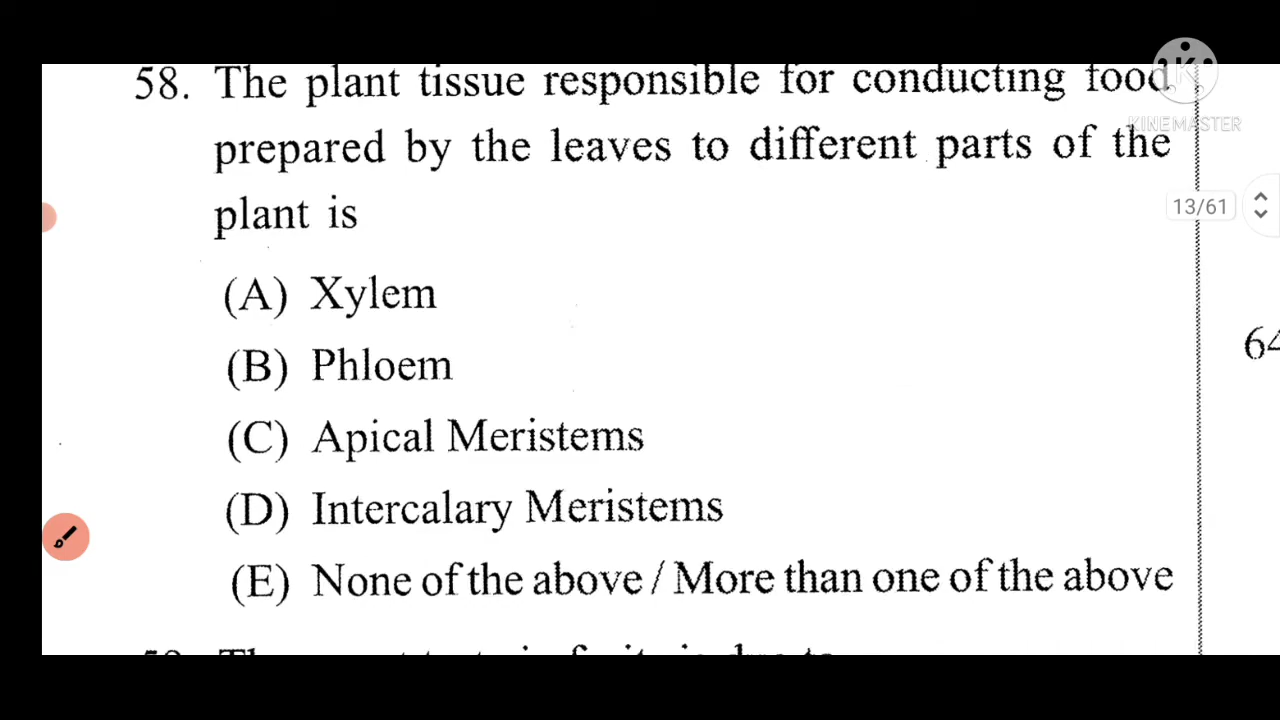 58. The plant tissue responsible for conducting food
prepared by the leaves to different parts of the
plant is
(A) Xylem
(B) Phloem
(C) Apical Meristems
(D) Intercalary Meristems
(E) None of the above / More than one of the above
K
KINEMASTER
13/61
64